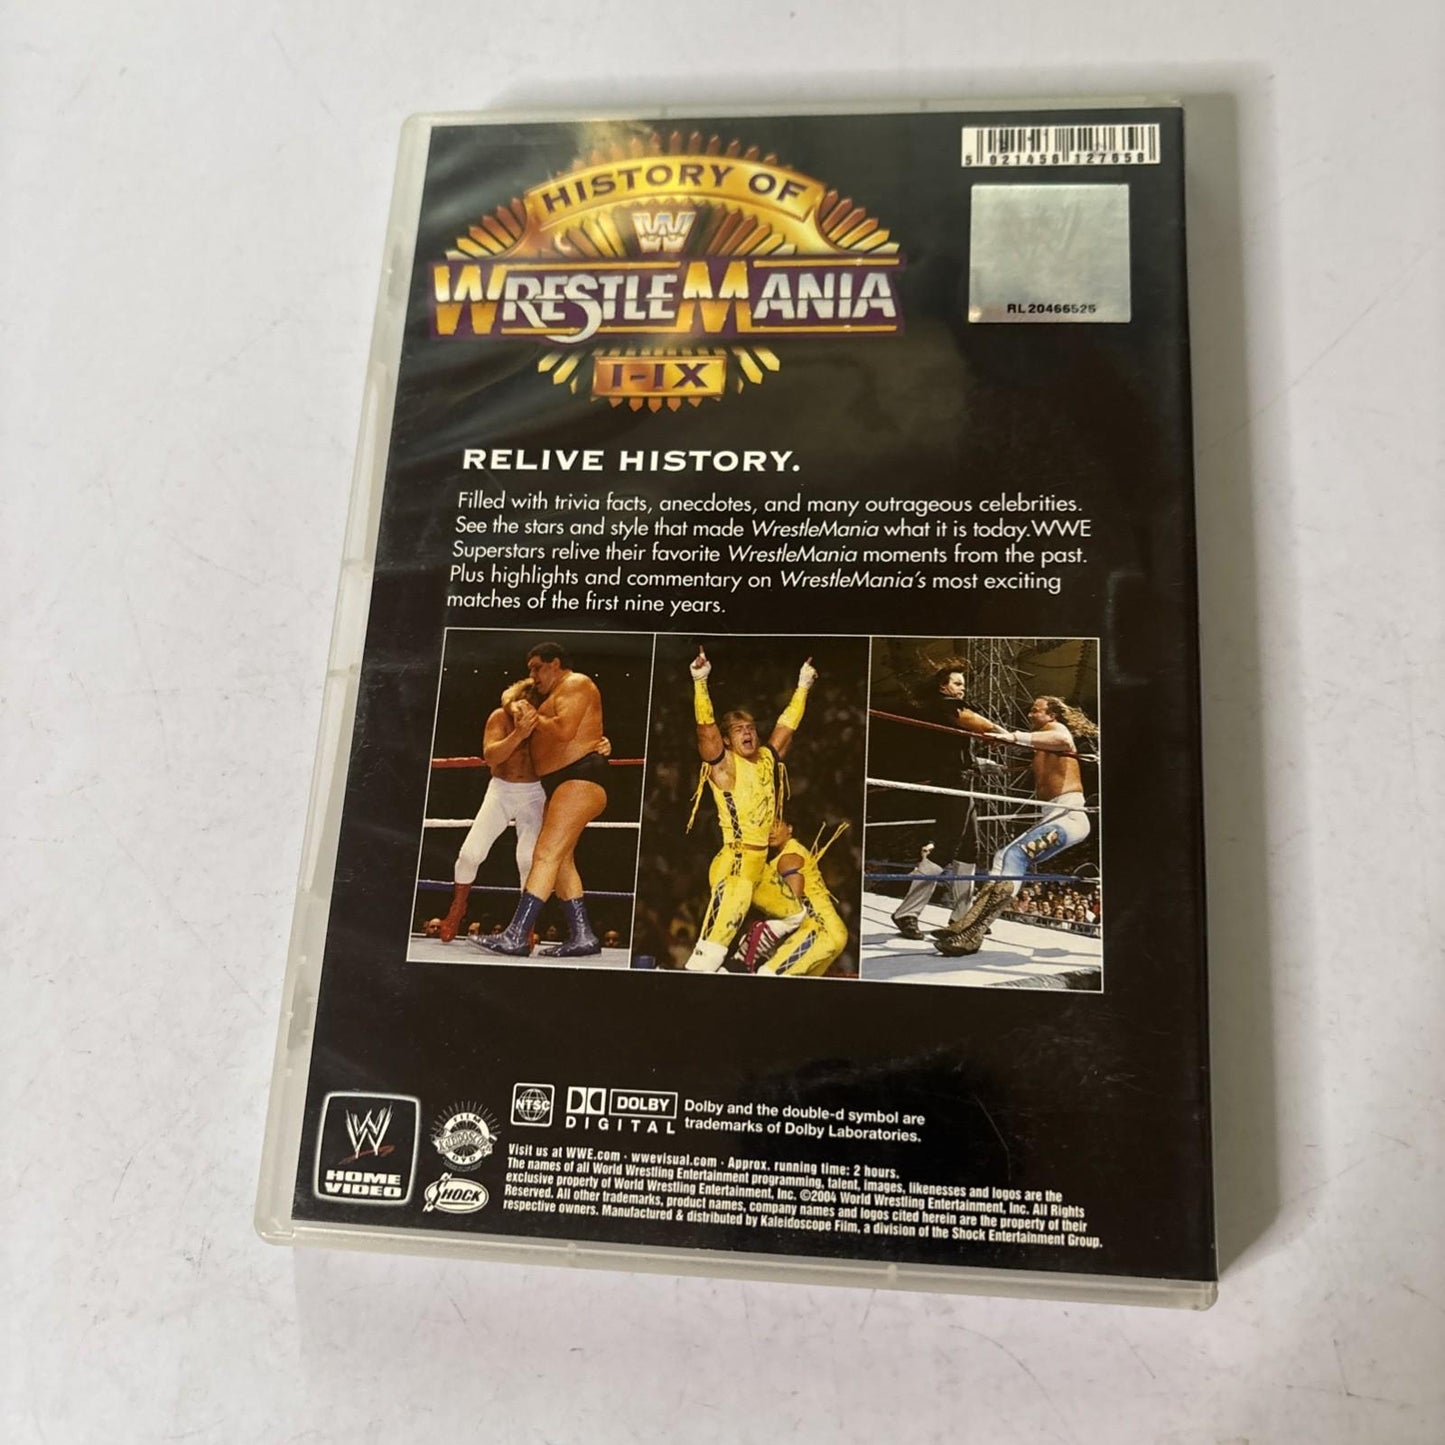 HISTORY OF
WRESTLEMANIA
I-IX
5 021456 127658
RL 20466525
RELIVE HISTORY.
Filled with trivia facts, anecdotes, and many outrageous celebrities.
See the stars and style that made WrestleMania what it is today.WWE
Superstars relive their favorite WrestleMania moments from the past.
Plus highlights and commentary on WrestleMania's most exciting
matches of the first nine years.
HOME
VIDEO
FILM
KALEIDOSCOPE
DVD
SHOCK
NTSC
DOLBY
DIGITAL
Dolby and the double-d symbol are
trademarks of Dolby Laboratories.
Visit us at WWE.com · wwevisual.com · Approx. running time: 2 hours.
The names of all World Wrestling Entertainment programming, talent, images, likenesses and logos are the
exclusive property of World Wrestling Entertainment, Inc. ©2004 World Wrestling Entertainment, Inc. All Rights
Reserved. All other trademarks, product names, company names and logos cited herein are the property of their
respective owners. Manufactured & distributed by Kaleidoscope Film, a division of the Shock Entertainment Group.